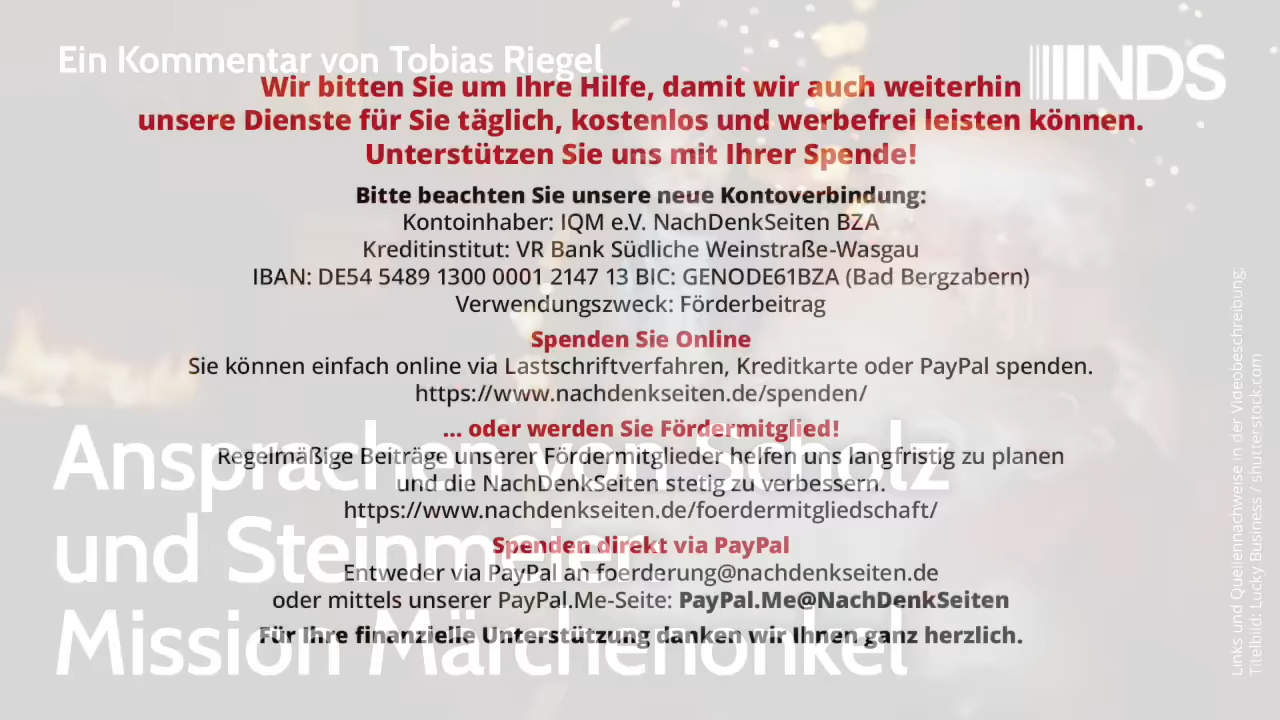 Ein Kommentar von Tobias Riegel
NDS
Wir bitten Sie um Ihre Hilfe, damit wir auch weiterhin
unsere Dienste für Sie täglich, kostenlos und werbefrei leisten können.
Unterstützen Sie uns mit Ihrer Spende!
Bitte beachten Sie unsere neue Kontoverbindung:
Kontoinhaber: IQM e.V. NachDenkSeiten BZA
Kreditinstitut: VR Bank Südliche Weinstraße-Wasgau
IBAN: DE54 5489 1300 0001 2147 13 BIC: GENODE61BZA (Bad Bergzabern)
Verwendungszweck: Förderbeitrag
Spenden Sie Online
Sie können einfach online via Lastschriftverfahren, Kreditkarte oder PayPal spenden.
https://www.nachdenkseiten.de/spenden/
... oder werden Sie Fördermitglied!
Regelmäßige Beiträge unserer Fördermitglieder helfen uns langfristig zu planen
und die NachDenkSeiten stetig zu verbessern.
https://www.nachdenkseiten.de/foerdermitgliedschaft/
Spenden direkt via PayPal
Entweder via PayPal an foerderung@nachdenkseiten.de
oder mittels unserer PayPal.Me-Seite: PayPal.Me@NachDenkSeiten
Für Ihre finanzielle Unterstützung danken wir Ihnen ganz herzlich.
Ansprachen von Scholz
und Steinmeier:
Mission Märchenonkel
Links und Quellennachweise in der Videobeschreibung;
Titelbild: Lucky Business / shutterstock.com